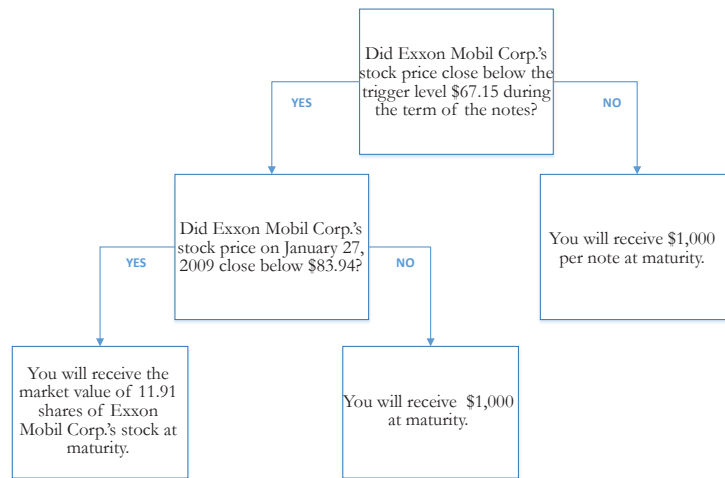 Did Exxon Mobil Corp.'s
stock price close below the
trigger level $67.15 during
the term of the notes?
YES
NO
Did Exxon Mobil Corp.'s
stock price on January 27,
2009 close below $83.94?
You will receive $1,000
per note at maturity.
YES
NO
You will receive the
market value of 11.91
shares of Exxon
Mobil Corp.'s stock at
maturity.
You will receive $1,000
at maturity.